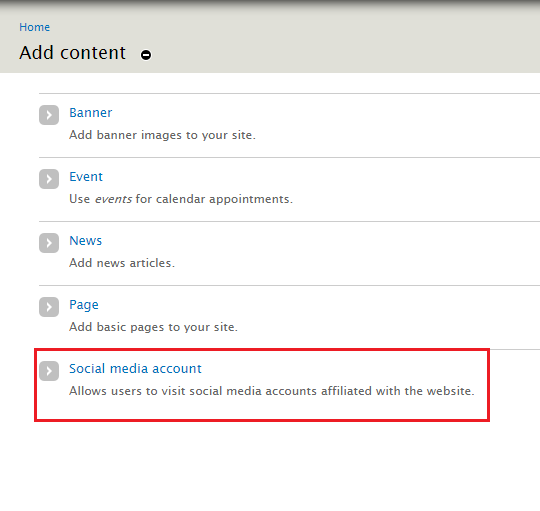 Home
Add content
Banner
Add banner images to your site.
Event
Use events for calendar appointments.
News
Add news articles.
Page
Add basic pages to your site.
Social media account
Allows users to visit social media accounts affiliated with the website.